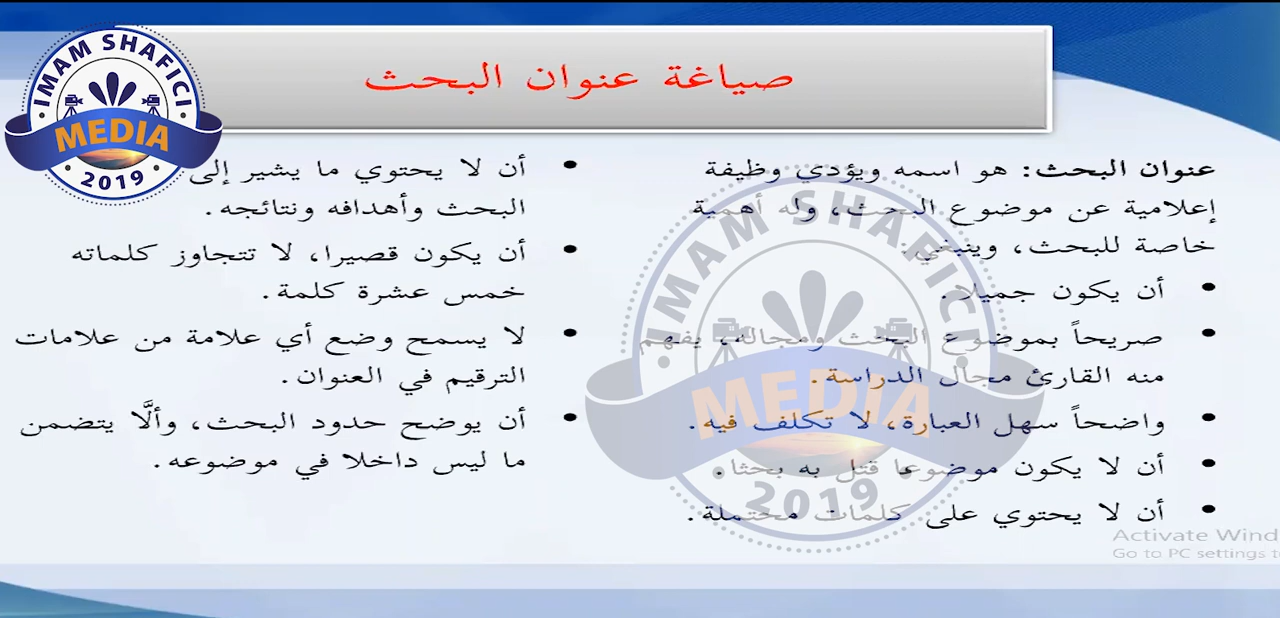 صياغة عنوان البحث
عنوان البحث: هو اسمه ويؤدي وظيفة
إعلامية عن موضوع البحث، وله أهمية
خاصة للبحث، وينبغي:
• أن يكون جميلا.
• صريحاً بموضوع البحث ومجاله، يفهم
منه القارئ مجال الدراسة.
• واضحاً سهل العبارة، لا تكلف فيه.
• أن لا يكون موضوعا قتل به بحثا.
• أن لا يحتوي على كلمات محتملة.
• أن لا يحتوي ما يشير إلى
البحث وأهدافه ونتائجه.
• أن يكون قصيرا، لا تتجاوز كلماته
خمس عشرة كلمة.
• لا يسمح وضع أي علامة من علامات
الترقيم في العنوان.
• أن يوضح حدود البحث، وألَّا يتضمن
ما ليس داخلا في موضوعه.
IMAM SHAFICI
MEDIA
2019
IMAM SHAFICI
MEDIA
2019
Activate Wind
Go to PC settings t